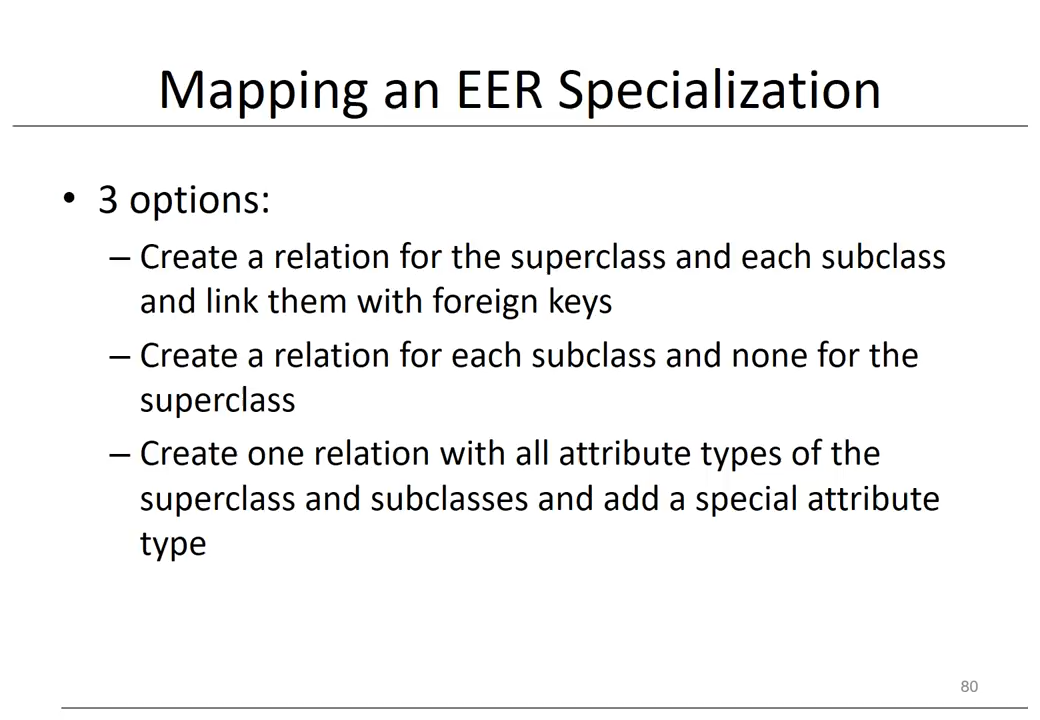 Mapping an EER Specialization
• 3 options:
– Create a relation for the superclass and each subclass
and link them with foreign keys
– Create a relation for each subclass and none for the
superclass
– Create one relation with all attribute types of the
superclass and subclasses and add a special attribute
type
80